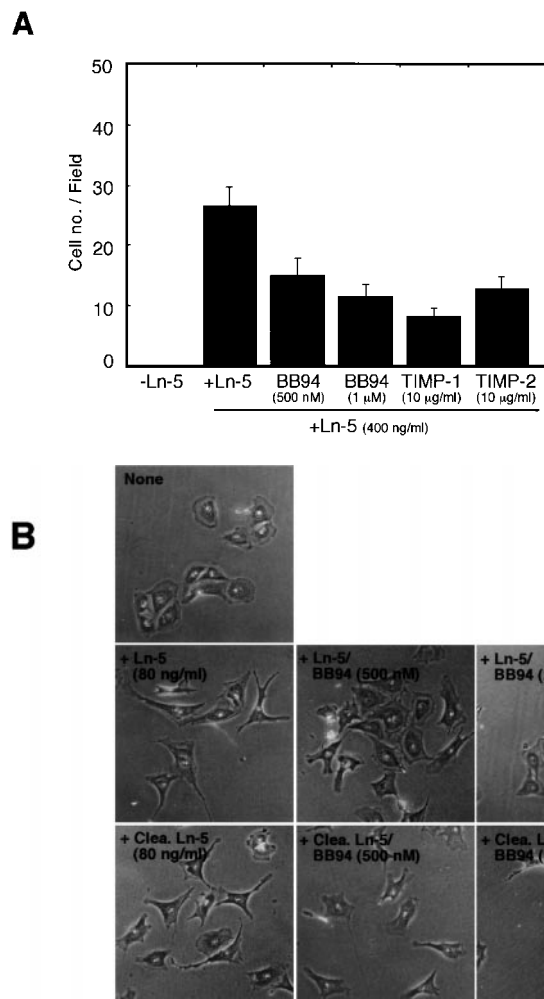 A
50
40
30
20
10
0
Cell no. / Field
-Ln-5 +Ln-5 BB94 BB94 TIMP-1 TIMP-2
(500 nM) (1 µM) (10 µg/ml) (10 µg/ml)
+Ln-5 (400 ng/ml)
B
None
+ Ln-5
(80 ng/ml)
+ Ln-5/
BB94 (500 nM)
+ Ln-5/
BB94 (
+ Clea. Ln-5
(80 ng/ml)
+ Clea. Ln-5/
BB94 (500 nM)
+ Clea. L
BB94 (